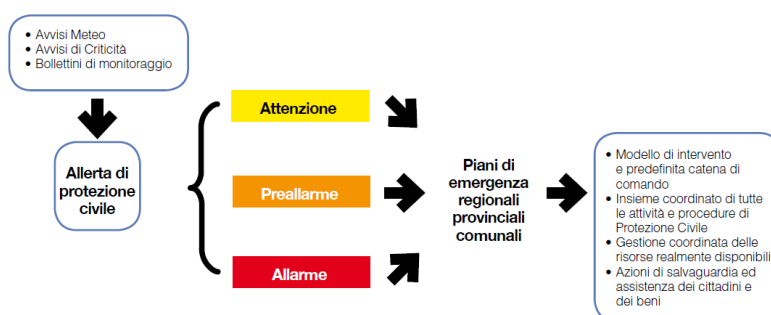 • Avvisi Meteo
• Avvisi di Criticità
• Bollettini di monitoraggio
Allerta di
protezione
civile
Attenzione
Preallarme
Allarme
Piani di
emergenza
regionali
provinciali
comunali
• Modello di intervento
e predefinita catena di
comando
• Insieme coordinato di tutte
le attività e procedure di
Protezione Civile
• Gestione coordinata delle
risorse realmente disponibili
• Azioni di salvaguardia ed
assistenza dei cittadini e
dei beni